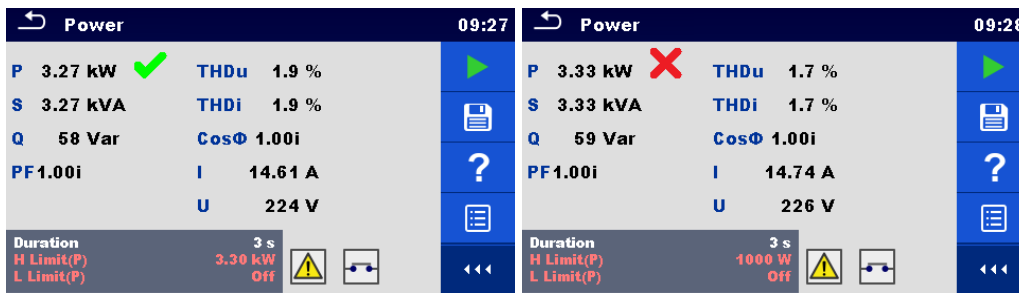 Power 09:27
P 3.27 kW THDu 1.9 %
S 3.27 kVA THDi 1.9 %
Q 58 Var CosΦ 1.00i
PF1.00i I 14.61 A
U 224 V
Duration 3 s
H Limit(P) 3.30 kW
L Limit(P) Off
?
Power 09:28
P 3.33 kW THDu 1.7 %
S 3.33 kVA THDi 1.7 %
Q 59 Var CosΦ 1.00i
PF1.00i I 14.74 A
U 226 V
Duration 3 s
H Limit(P) 1000 W
L Limit(P) Off
?